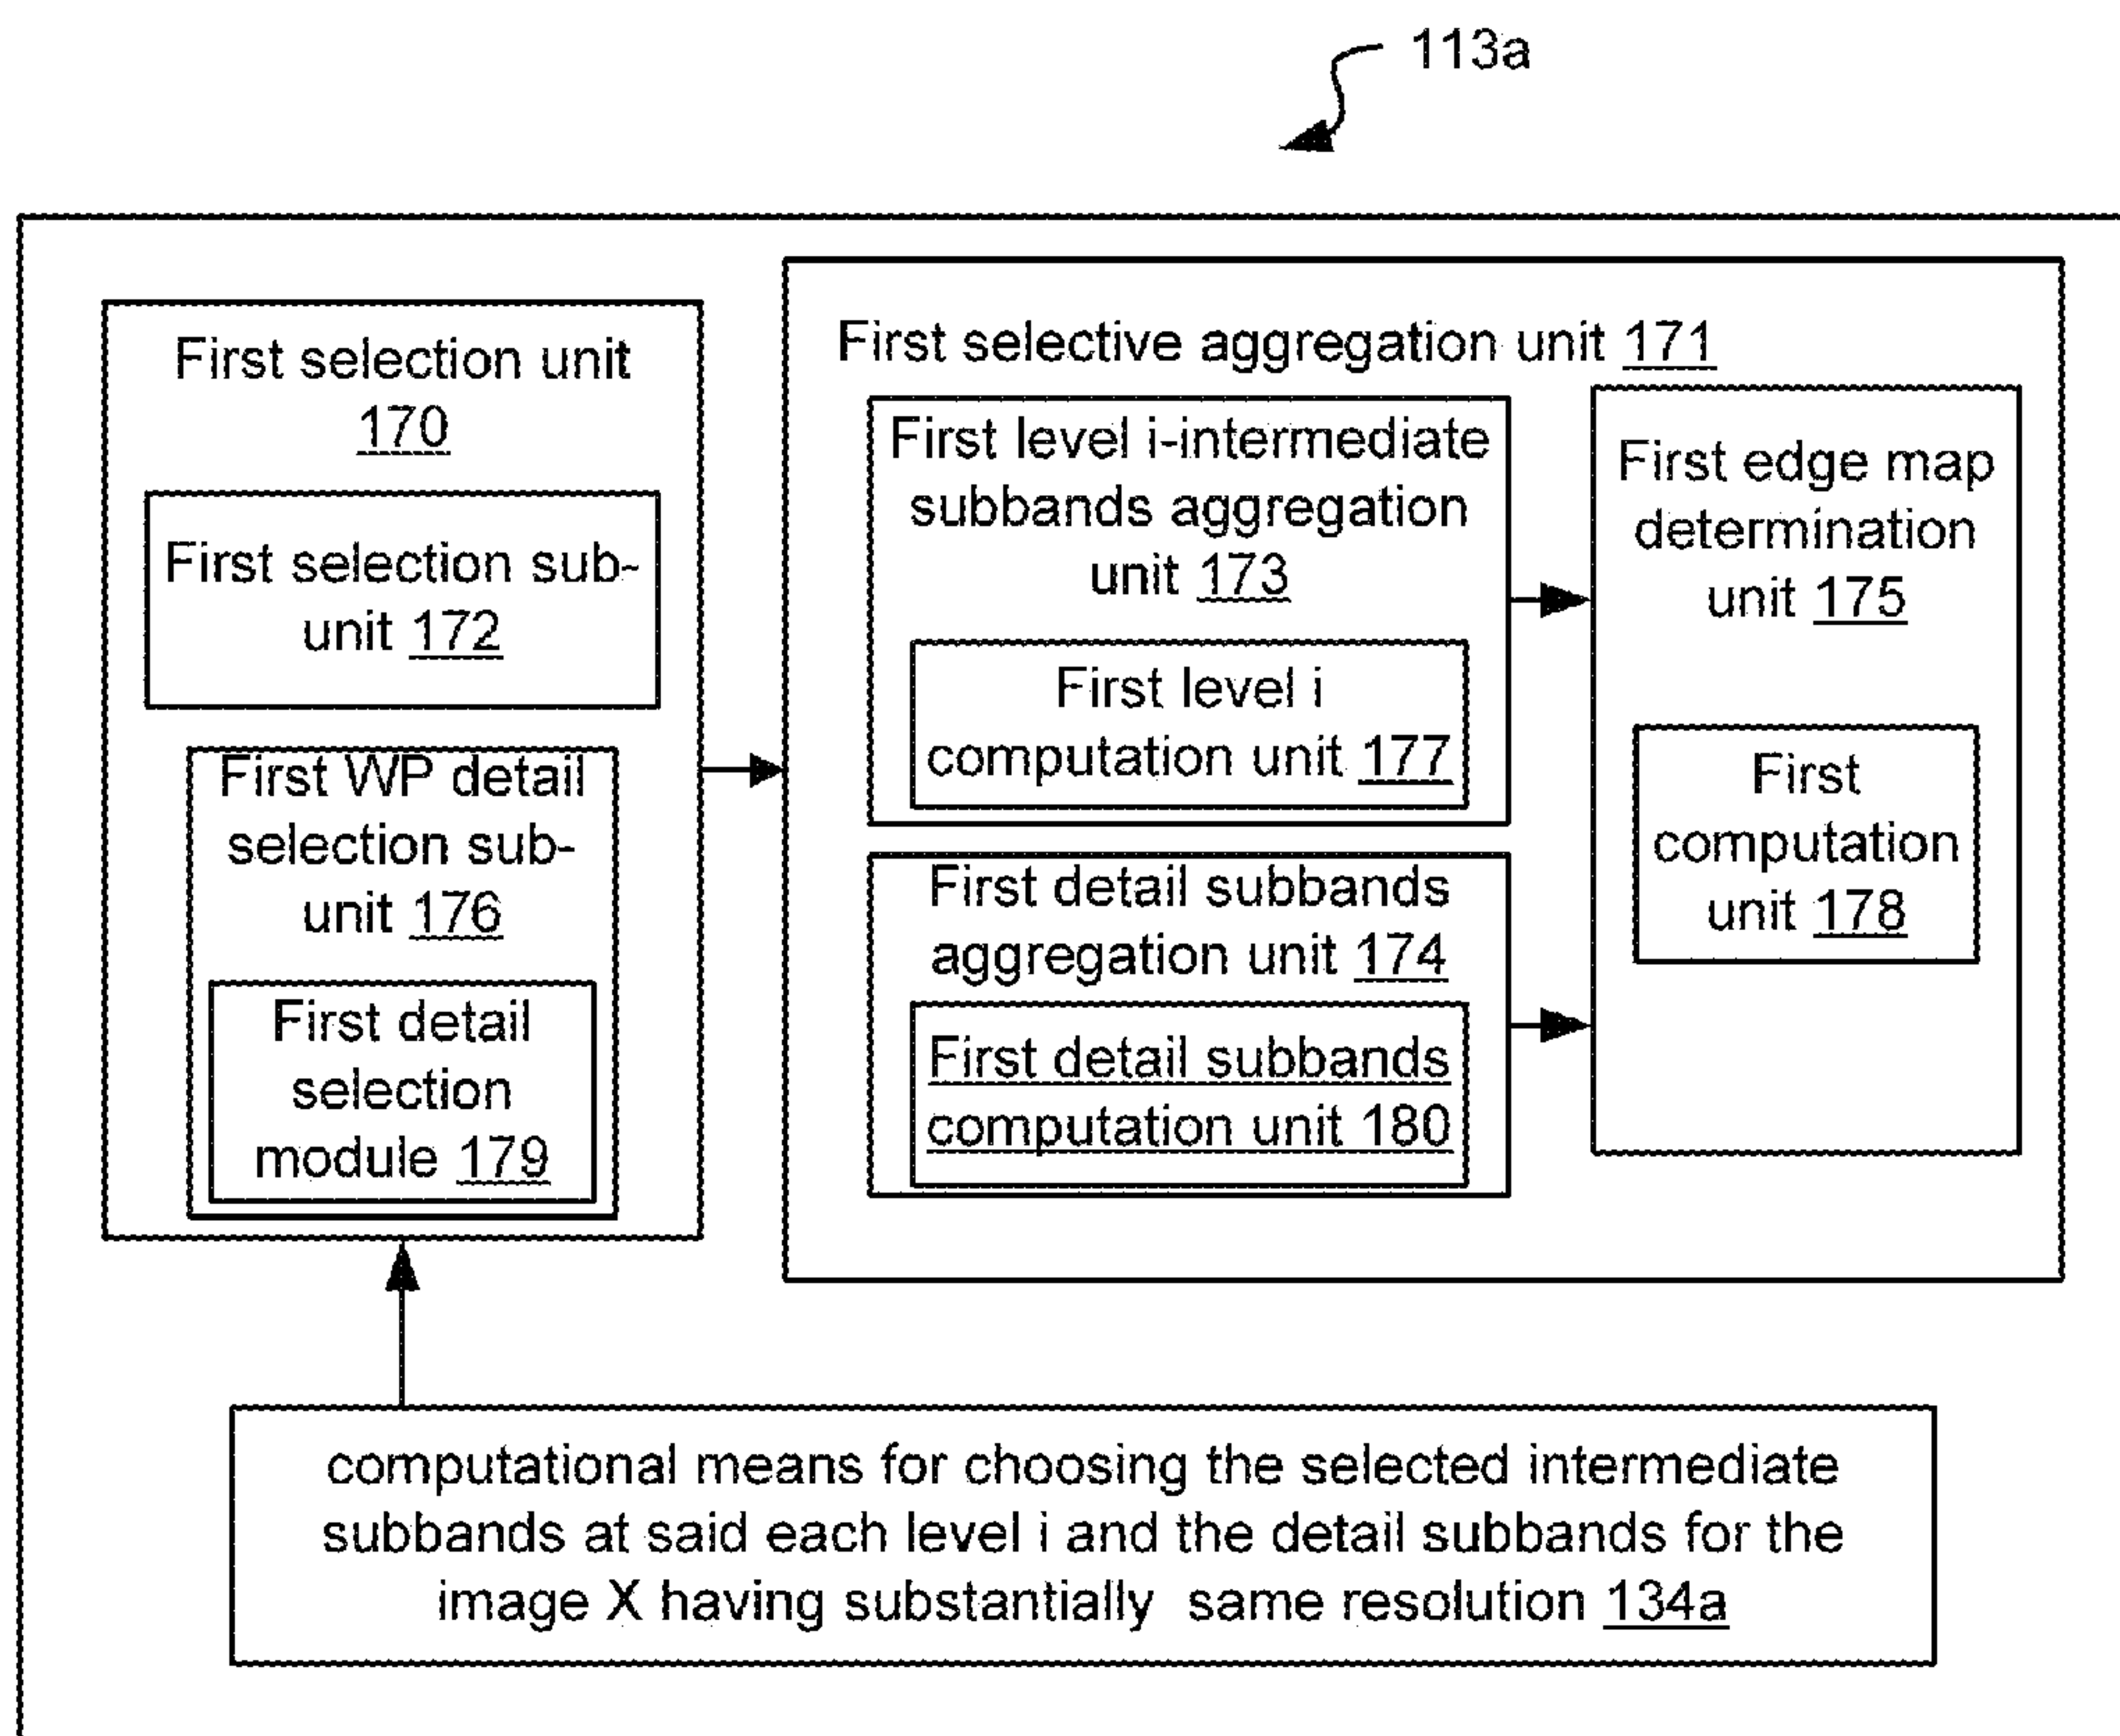 113a
First selection unit
170
First selection sub-
unit 172
First WP detail
selection sub-
unit 176
First detail
selection
module 179
First selective aggregation unit 171
First level i-intermediate
subbands aggregation
unit 173
First level i
computation unit 177
First detail subbands
aggregation unit 174
First detail subbands
computation unit 180
First edge map
determination
unit 175
First
computation
unit 178
computational means for choosing the selected intermediate
subbands at said each level i and the detail subbands for the
image X having substantially same resolution 134a